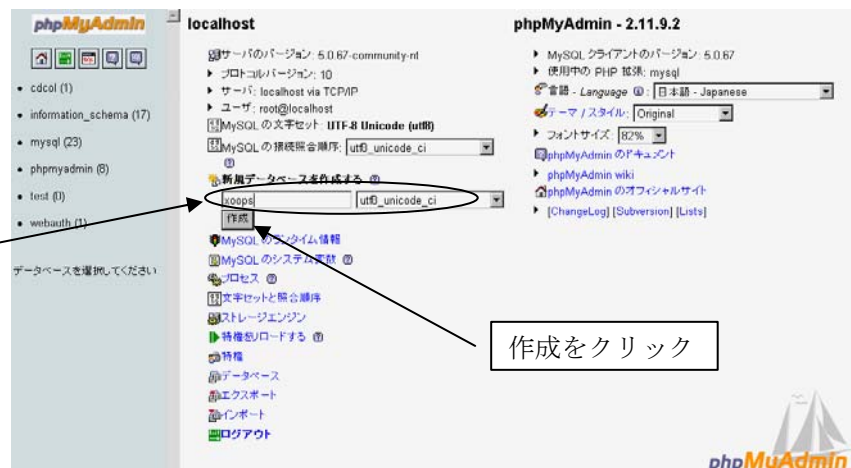 phpMyAdmin
cdcol (1)
information_schema (17)
mysql (23)
phpmyadmin (8)
test (0)
webauth (1)
データベースを選択してください
localhost
サーバのバージョン: 5.0.67-community-nt
プロトコルバージョン: 10
サーバ: localhost via TCP/IP
ユーザ: root@localhost
MySQL の文字セット: UTF-8 Unicode (utf8)
MySQL の接続照合順序: utf8_unicode_ci
新規データベースを作成する
xoops utf8_unicode_ci
作成
MySQL のランタイム情報
MySQL のシステム変数
プロセス
文字セットと照合順序
ストレージエンジン
特権をリロードする
特権
データベース
エクスポート
インポート
ログアウト
phpMyAdmin - 2.11.9.2
MySQL クライアントのバージョン: 5.0.67
使用中の PHP 拡張: mysql
言語 - Language : 日本語 - Japanese
テーマ / スタイル: Original
フォントサイズ: 82%
phpMyAdmin のドキュメント
phpMyAdmin wiki
phpMyAdmin のオフィシャルサイト
[ChangeLog] [Subversion] [Lists]
作成をクリック
phpMyAdmin